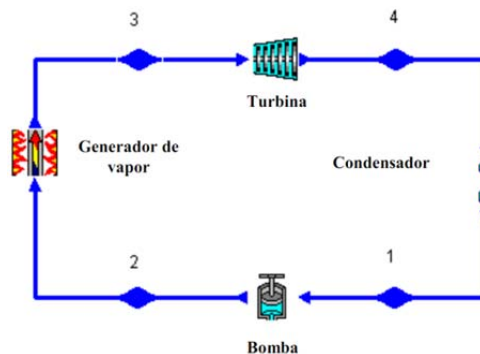 3
4
Turbina
Generador de
vapor
Condensador
2
1
Bomba